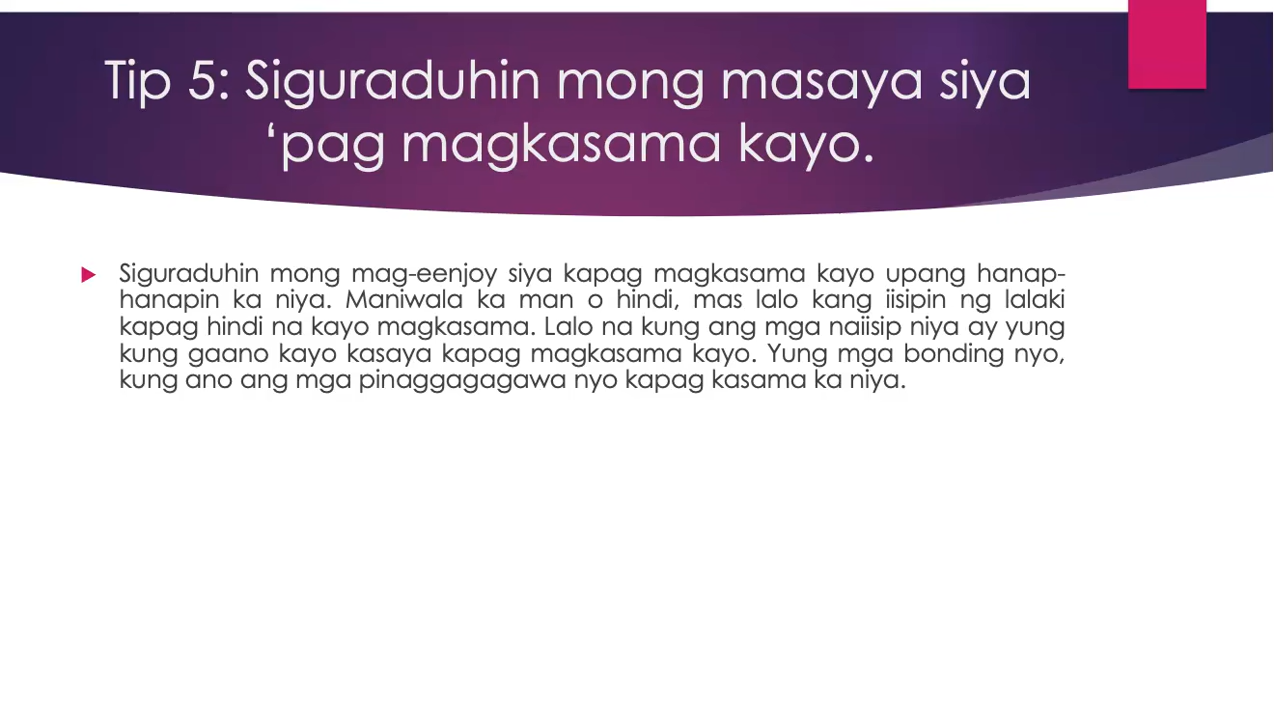 Tip 5: Siguraduhin mong masaya siya
‘pag magkasama kayo.
Siguraduhin mong mag-eenjoy siya kapag magkasama kayo upang hanap-
hanapin ka niya. Maniwala ka man o hindi, mas lalo kang iisipin ng lalaki
kapag hindi na kayo magkasama. Lalo na kung ang mga naiisip niya ay yung
kung gaano kayo kasaya kapag magkasama kayo. Yung mga bonding nyo,
kung ano ang mga pinaggagagawa nyo kapag kasama ka niya.